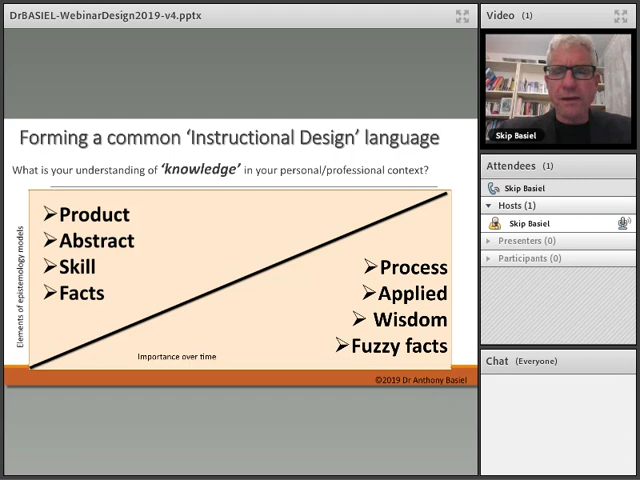 DrBASIEL-WebinarDesign2019-v4.pptx
Forming a common ‘Instructional Design’ language
What is your understanding of ‘knowledge’ in your personal/professional context?
Elements of epistemology models
Product
Abstract
Skill
Facts
Process
Applied
Wisdom
Fuzzy facts
Importance over time
©2019 Dr Anthony Basiel
Video (1)
Skip Basiel
Attendees (1)
Skip Basiel
Hosts (1)
Skip Basiel
Presenters (0)
Participants (0)
Chat (Everyone)